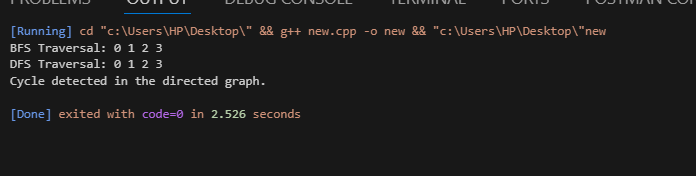 PROBLEMS OUTPUT DEBUG CONSOLE TERMINAL PORTS POSTMAN CON
[Running] cd "c:\Users\HP\Desktop\" && g++ new.cpp -o new && "c:\Users\HP\Desktop\"new
BFS Traversal: 0 1 2 3
DFS Traversal: 0 1 2 3
Cycle detected in the directed graph.
[Done] exited with code=0 in 2.526 seconds